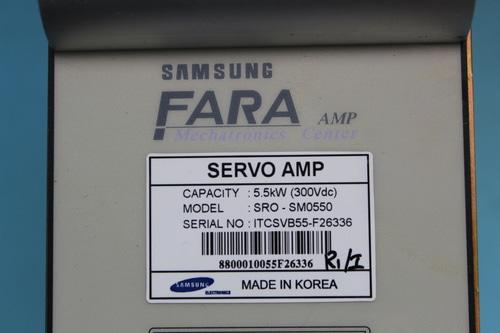 SAMSUNG
FARA AMP
Mechatronics Center
SERVO AMP
CAPACITY : 5.5kW (300Vdc)
MODEL : SRO - SM0550
SERIAL NO : ITCSVB55-F26336
8800010055F26336
SAMSUNG
ELECTRONICS
MADE IN KOREA